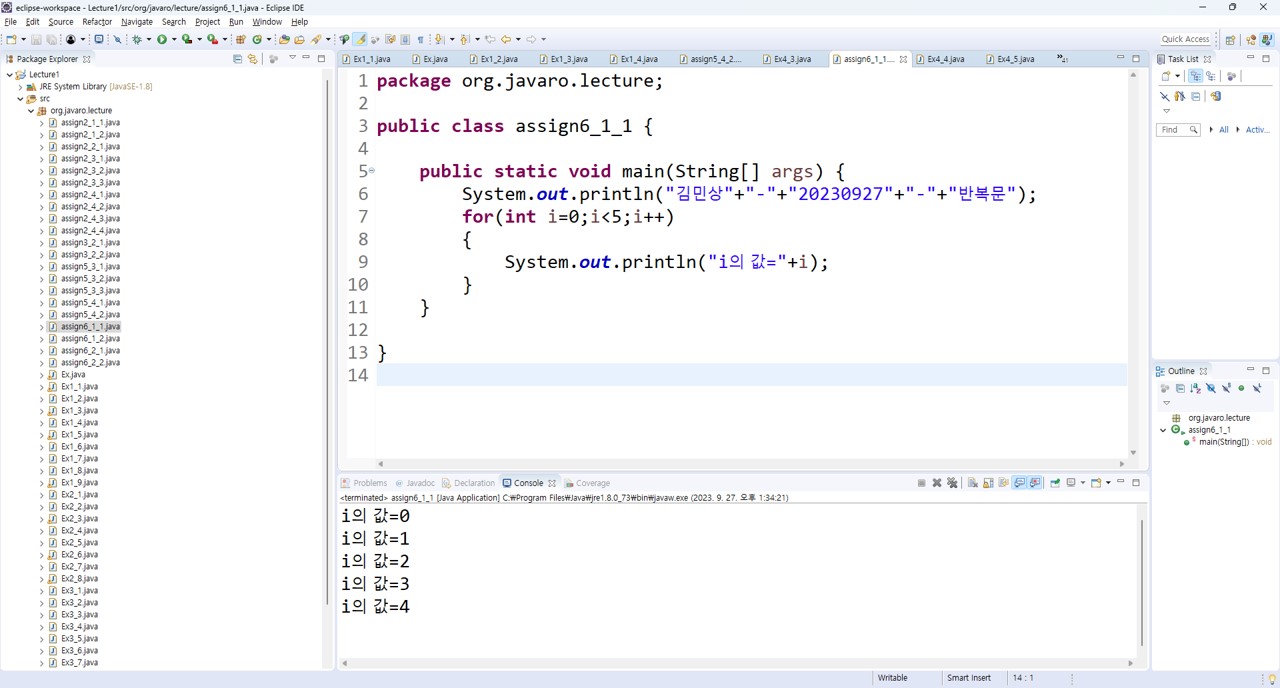 eclipse-workspace - Lecture1/src/org/javaro/lecture/assign6_1_1.java - Eclipse IDE
File Edit Source Refactor Navigate Search Project Run Window Help
Quick Access
Package Explorer
Lecture1
JRE System Library [JavaSE-1.8]
src
org.javaro.lecture
assign2_1_1.java
assign2_1_2.java
assign2_2_1.java
assign2_3_1.java
assign2_3_2.java
assign2_3_3.java
assign2_4_1.java
assign2_4_2.java
assign2_4_3.java
assign2_4_4.java
assign3_2_1.java
assign3_2_2.java
assign5_3_1.java
assign5_3_2.java
assign5_3_3.java
assign5_4_1.java
assign5_4_2.java
assign6_1_1.java
assign6_1_2.java
assign6_2_1.java
assign6_2_2.java
Ex.java
Ex1_1.java
Ex1_2.java
Ex1_3.java
Ex1_4.java
Ex1_5.java
Ex1_6.java
Ex1_7.java
Ex1_8.java
Ex1_9.java
Ex2_1.java
Ex2_2.java
Ex2_3.java
Ex2_4.java
Ex2_5.java
Ex2_6.java
Ex2_7.java
Ex2_8.java
Ex3_1.java
Ex3_2.java
Ex3_3.java
Ex3_4.java
Ex3_5.java
Ex3_6.java
Ex3_7.java
Ex1_1.java Ex.java Ex1_2.java Ex1_3.java Ex1_4.java assign5_4_2.... Ex4_3.java assign6_1_1.... Ex4_4.java Ex4_5.java »41
1 package org.javaro.lecture;
2
3 public class assign6_1_1 {
4
5 public static void main(String[] args) {
6 System.out.println("김민상"+"-"+"20230927"+"-"+"반복문");
7 for(int i=0;i<5;i++)
8 {
9 System.out.println("i의 값="+i);
10 }
11 }
12
13 }
14
Problems Javadoc Declaration Console Coverage
<terminated> assign6_1_1 [Java Application] C:₩Program Files₩Java₩jre1.8.0_73₩bin₩javaw.exe (2023. 9. 27. 오후 1:34:21)
i의 값=0
i의 값=1
i의 값=2
i의 값=3
i의 값=4
Task List
Find All Activ...
Outline
org.javaro.lecture
assign6_1_1
main(String[]) : void
Writable Smart Insert 14 : 1